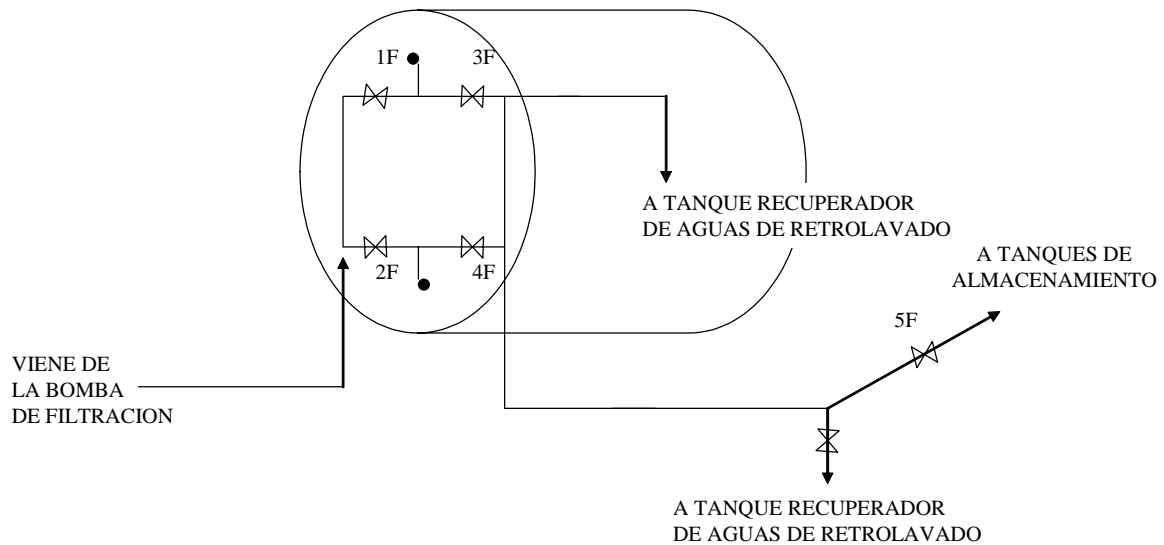 1F
3F
A TANQUE RECUPERADOR
DE AGUAS DE RETROLAVADO
2F
4F
A TANQUES DE
ALMACENAMIENTO
5F
VIENE DE
LA BOMBA
DE FILTRACION
A TANQUE RECUPERADOR
DE AGUAS DE RETROLAVADO